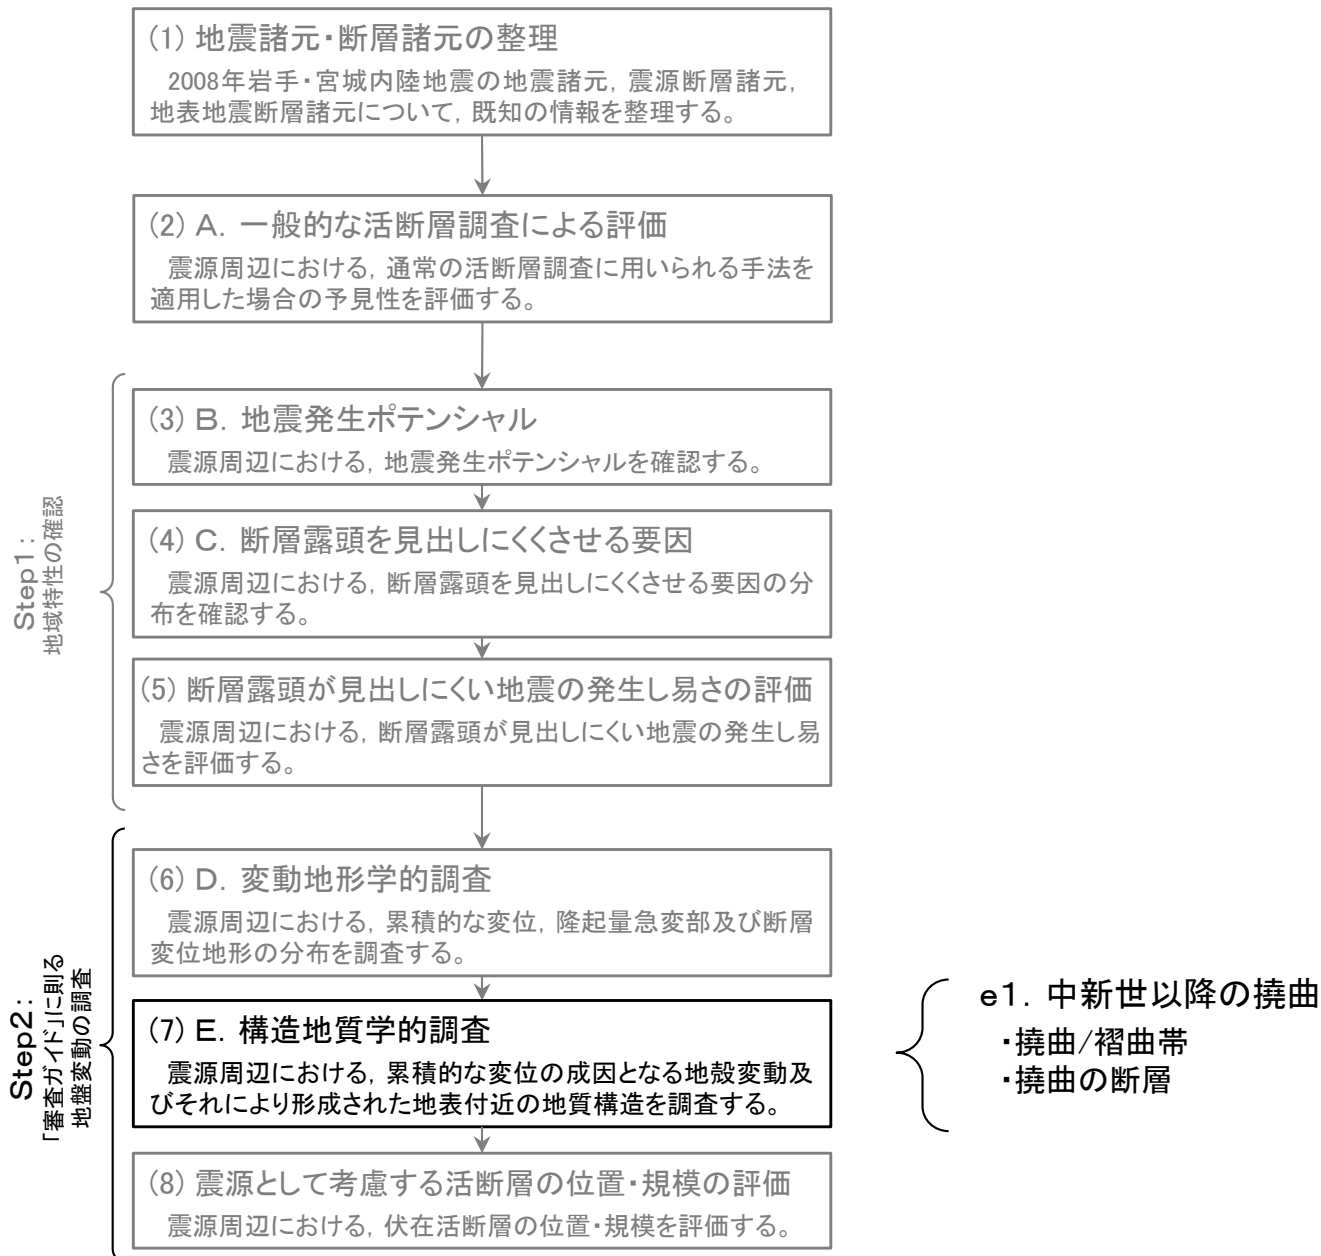 (1) 地震諸元・断層諸元の整理
2008年岩手・宮城内陸地震の地震諸元，震源断層諸元，
地表地震断層諸元について，既知の情報を整理する。
(2) A．一般的な活断層調査による評価
震源周辺における，通常の活断層調査に用いられる手法を
適用した場合の予見性を評価する。
Step1：
地域特性の確認
(3) B．地震発生ポテンシャル
震源周辺における，地震発生ポテンシャルを確認する。
(4) C．断層露頭を見出しにくくさせる要因
震源周辺における，断層露頭を見出しにくくさせる要因の分
布を確認する。
(5) 断層露頭が見出しにくい地震の発生し易さの評価
震源周辺における，断層露頭が見出しにくい地震の発生し易
さを評価する。
Step2：
「審査ガイド」に則る
地盤変動の調査
(6) D．変動地形学的調査
震源周辺における，累積的な変位，隆起量急変部及び断層
変位地形の分布を調査する。
(7) E．構造地質学的調査
震源周辺における，累積的な変位の成因となる地殻変動及
びそれにより形成された地表付近の地質構造を調査する。
e1．中新世以降の撓曲
・撓曲/褶曲帯
・撓曲の断層
(8) 震源として考慮する活断層の位置・規模の評価
震源周辺における，伏在活断層の位置・規模を評価する。